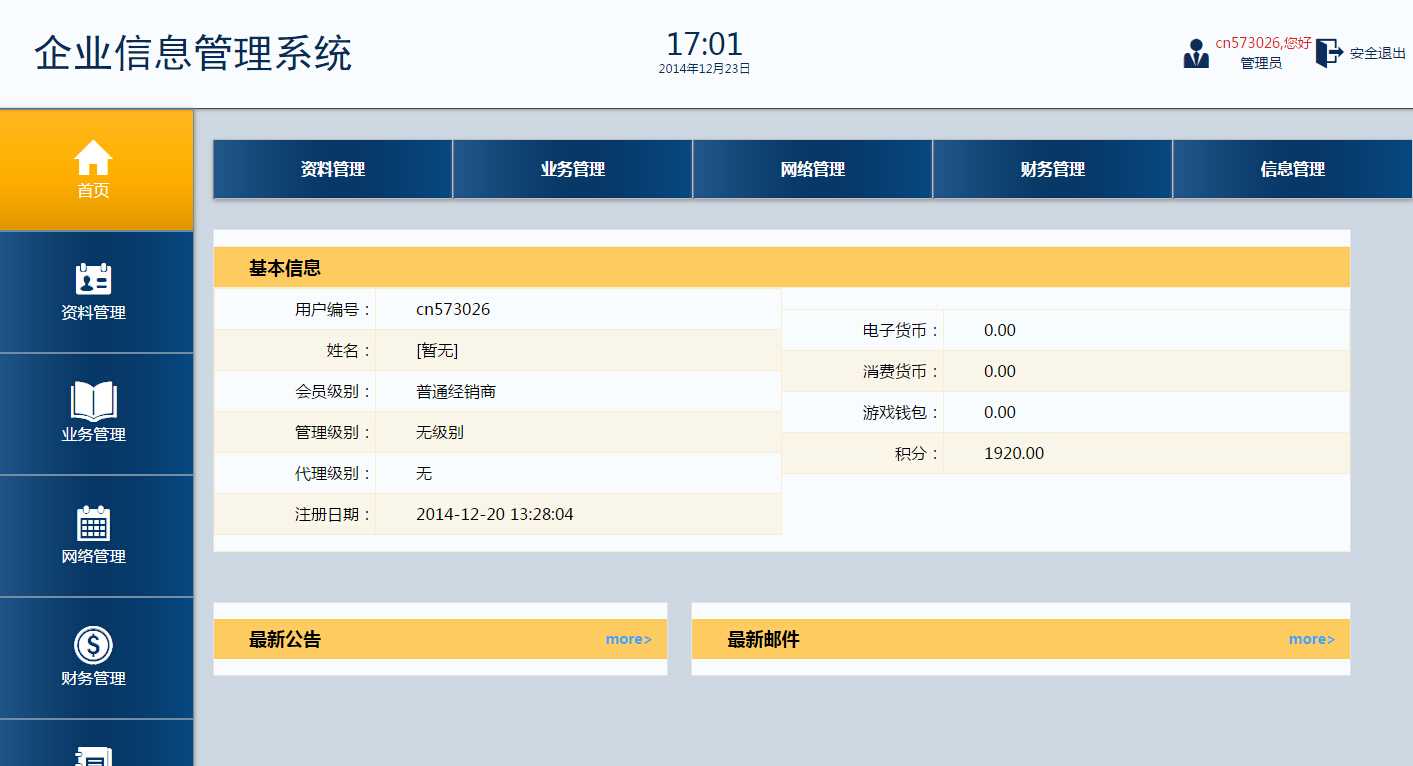 企业信息管理系统
17:01
2014年12月23日
cn573026,您好
管理员
安全退出
首页
资料管理
业务管理
网络管理
财务管理
资料管理
业务管理
网络管理
财务管理
信息管理
基本信息
用户编号： cn573026
姓名： [暂无]
会员级别： 普通经销商
管理级别： 无级别
代理级别： 无
注册日期： 2014-12-20 13:28:04
电子货币： 0.00
消费货币： 0.00
游戏钱包： 0.00
积分： 1920.00
最新公告 more>
最新邮件 more>